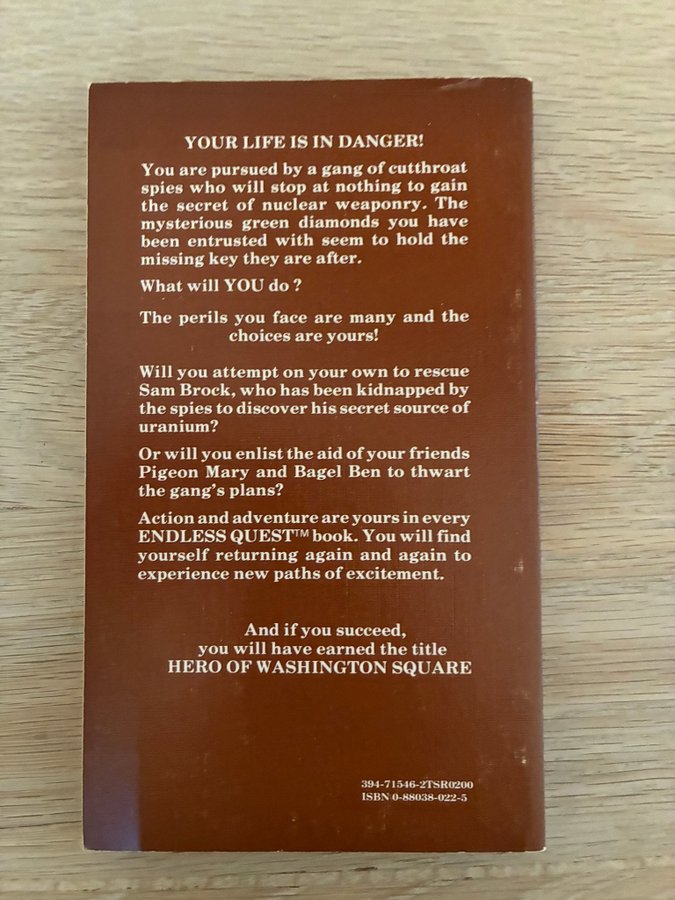 YOUR LIFE IS IN DANGER!
You are pursued by a gang of cutthroat
spies who will stop at nothing to gain
the secret of nuclear weaponry. The
mysterious green diamonds you have
been entrusted with seem to hold the
missing key they are after.
What will YOU do ?
The perils you face are many and the
choices are yours!
Will you attempt on your own to rescue
Sam Brock, who has been kidnapped by
the spies to discover his secret source of
uranium?
Or will you enlist the aid of your friends
Pigeon Mary and Bagel Ben to thwart
the gang's plans?
Action and adventure are yours in every
ENDLESS QUEST™ book. You will find
yourself returning again and again to
experience new paths of excitement.
And if you succeed,
you will have earned the title
HERO OF WASHINGTON SQUARE
394-71546-2TSR0200
ISBN 0-88038-022-5